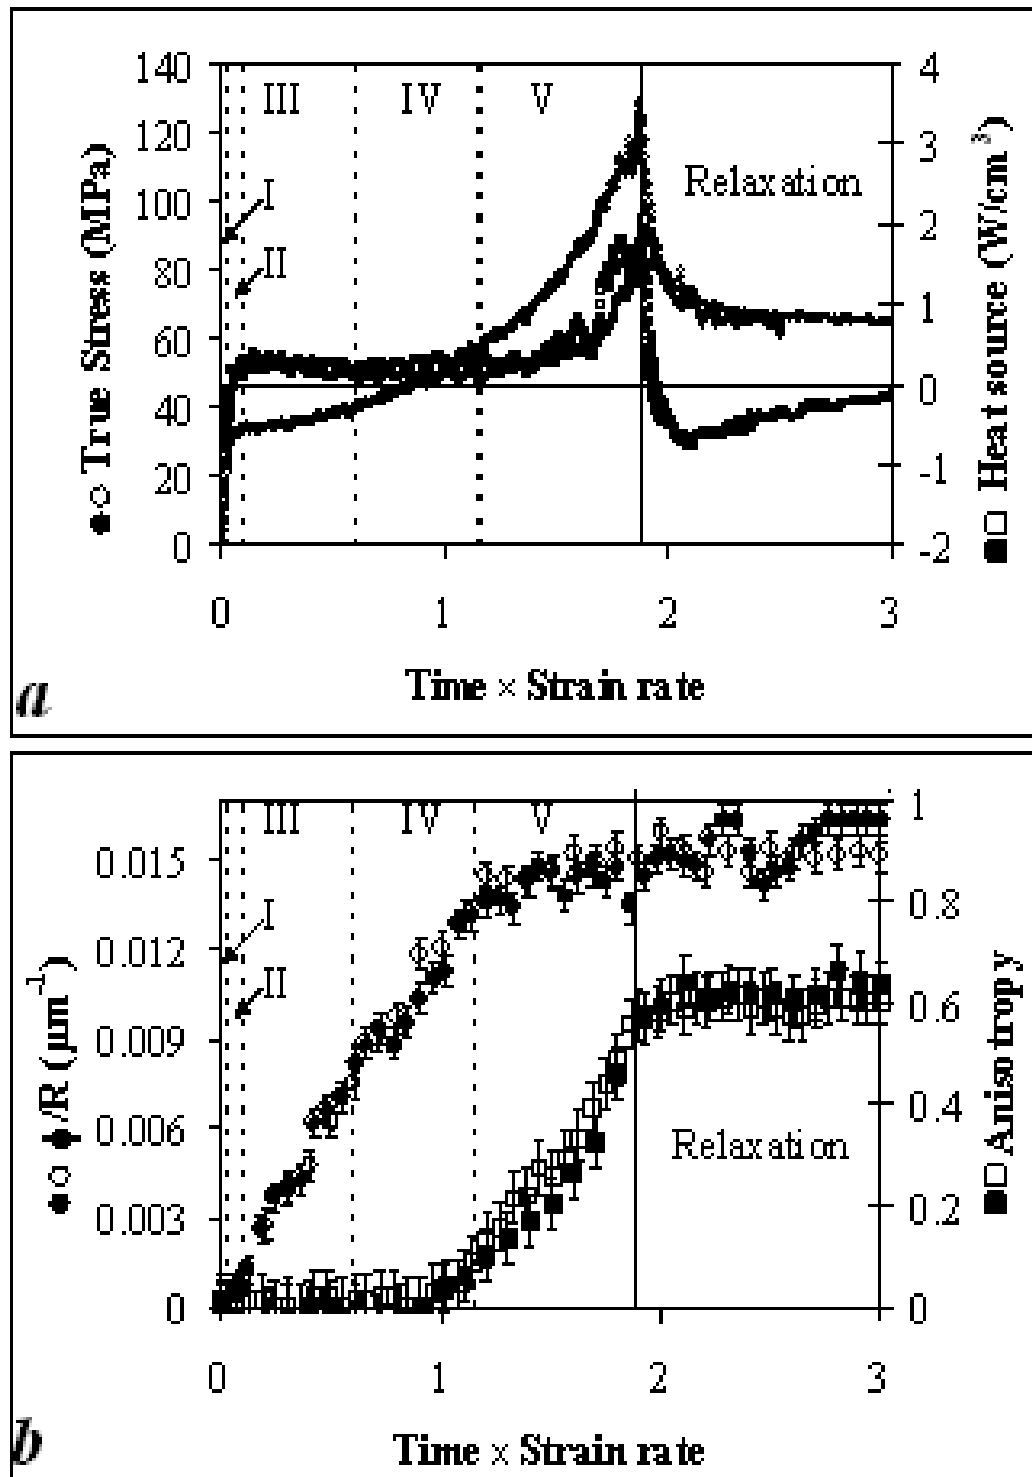 140
120
100
80
60
40
20
0
●○ True Stress (MPa)
III
IV
V
I
II
Relaxation
4
3
2
1
0
-1
-2
■□ Heat source (W/cm³)
0 1 2 3
Time × Strain rate
a
0.015
0.012
0.009
0.006
0.003
0
/R (μm⁻¹)
III
IV
V
I
II
Relaxation
1
0.8
0.6
0.4
0.2
0
■□ Anisotropy
0 1 2 3
Time × Strain rate
b